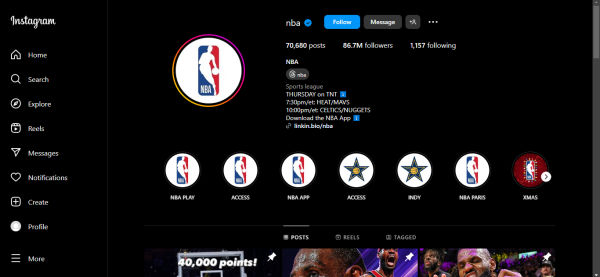 Instagram
Home
Search
Explore
Reels
Messages
Notifications
Create
Profile
More
nba
Follow
Message
70,680 posts
86.7M followers
1,157 following
NBA
nba
Sports league
THURSDAY on TNT
7:30pm/et: HEAT/MAVS
10:00pm/et: CELTICS/NUGGETS
Download the NBA App
linkin.bio/nba
NBA
NBA PLAY
ACCESS
NBA APP
ACCESS
INDY
NBA PARIS
XMAS
POSTS
REELS
TAGGED
40,000 points!